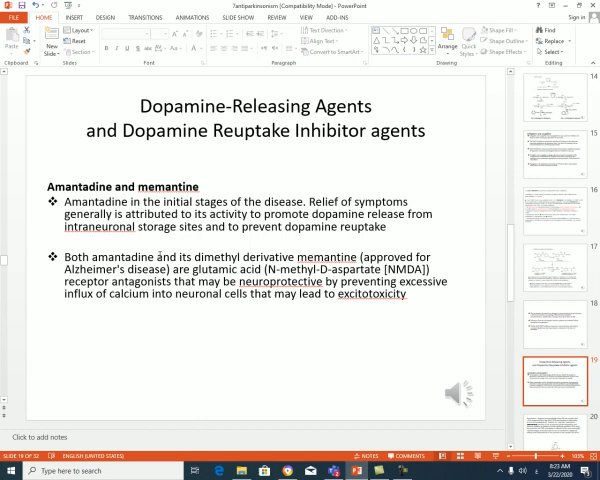 ?antiparkinsonism [Compatibility Mode] - PowerPoint
Sign in
FILE HOME INSERT DESIGN TRANSITIONS ANIMATIONS SLIDE SHOW REVIEW VIEW ADD-INS
Paste
New Slide
Layout
Reset
Section
Text Direction
Align Text
Convert to SmartArt
Arrange
Quick Styles
Shape Fill
Shape Outline
Shape Effects
Find
Replace
Select
Clipboard Slides Font Paragraph Drawing Editing
Dopamine-Releasing Agents
and Dopamine Reuptake Inhibitor agents
Amantadine and memantine
Amantadine in the initial stages of the disease. Relief of symptoms
generally is attributed to its activity to promote dopamine release from
intraneuronal storage sites and to prevent dopamine reuptake
Both amantadine and its dimethyl derivative memantine (approved for
Alzheimer's disease) are glutamic acid (N-methyl-D-aspartate [NMDA])
receptor antagonists that may be neuroprotective by preventing excessive
influx of calcium into neuronal cells that may lead to excitotoxicity
14
15
16
17
18
19
20
Click to add notes
SLIDE 19 OF 32 ENGLISH (UNITED STATES) NOTES COMMENTS 105%
Type here to search
8:23 AM
3/22/2020